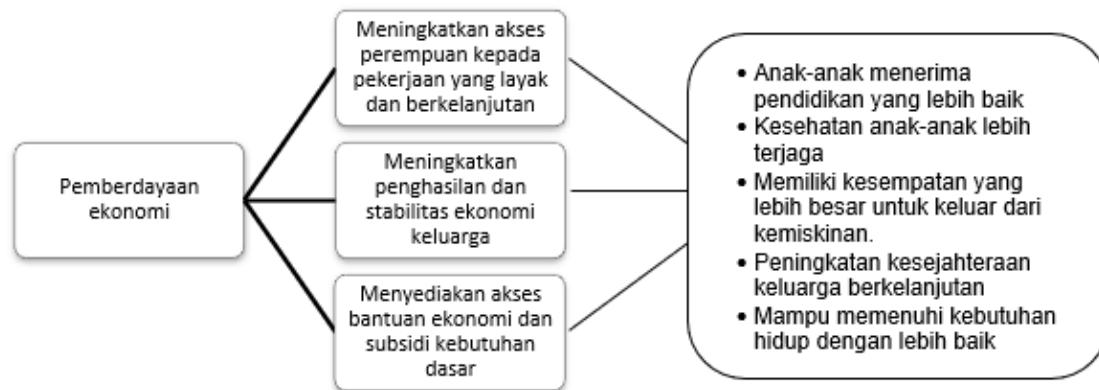 Pemberdayaan
ekonomi
Meningkatkan akses
perempuan kepada
pekerjaan yang layak
dan berkelanjutan
Meningkatkan
penghasilan dan
stabilitas ekonomi
keluarga
Menyediakan akses
bantuan ekonomi dan
subsidi kebutuhan
dasar
• Anak-anak menerima
pendidikan yang lebih baik
• Kesehatan anak-anak lebih
terjaga
• Memiliki kesempatan yang
lebih besar untuk keluar dari
kemiskinan.
• Peningkatan kesejahteraan
keluarga berkelanjutan
• Mampu memenuhi kebutuhan
hidup dengan lebih baik